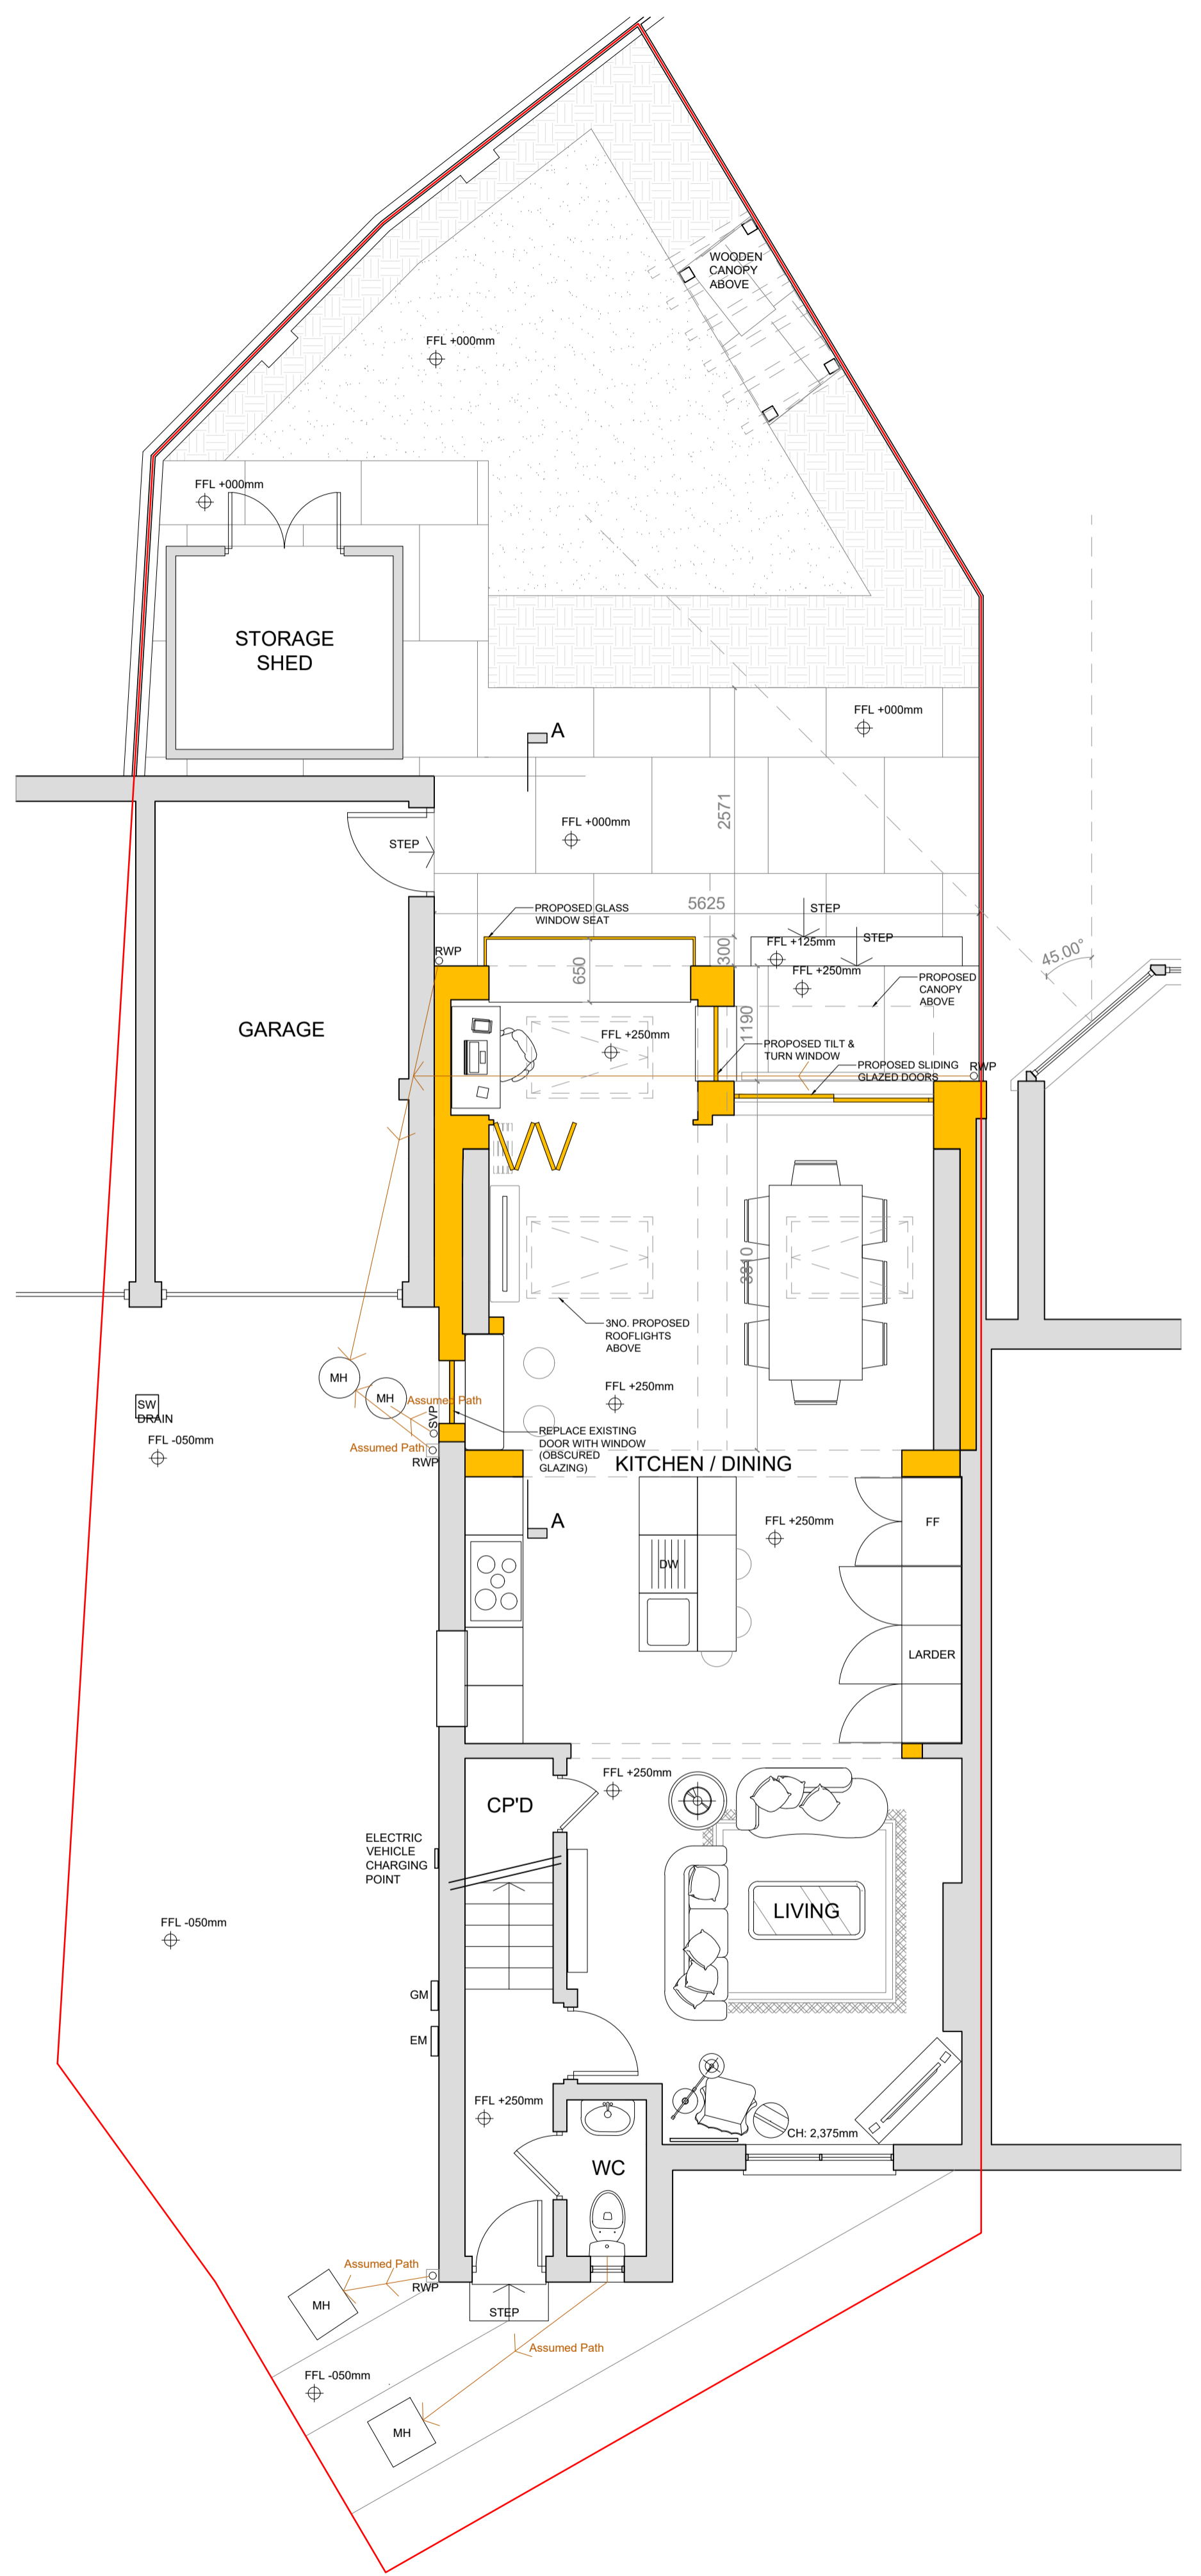 WOODEN
CANOPY
ABOVE
FFL +000mm
FFL +000mm
STORAGE
SHED
FFL +000mm
A
2571
FFL +000mm
STEP
5625
PROPOSED GLASS
WINDOW SEAT
STEP
STEP
RWP
650
300
FFL +125mm
FFL +250mm
45.00°
PROPOSED
CANOPY
ABOVE
GARAGE
FFL +250mm
1190
PROPOSED TILT &
TURN WINDOW
PROPOSED SLIDING
GLAZED DOORS
RWP
3810
3NO. PROPOSED
ROOFLIGHTS
ABOVE
MH
MH
Assumed Path
FFL +250mm
SW
DRAIN
SVP
FFL -050mm
Assumed Path
RWP
REPLACE EXISTING
DOOR WITH WINDOW
(OBSCURED
GLAZING)
KITCHEN / DINING
A
FFL +250mm
FF
DW
LARDER
FFL +250mm
CP'D
ELECTRIC
VEHICLE
CHARGING
POINT
LIVING
FFL -050mm
GM
EM
FFL +250mm
CH: 2,375mm
WC
Assumed Path
RWP
MH
STEP
Assumed Path
FFL -050mm
MH